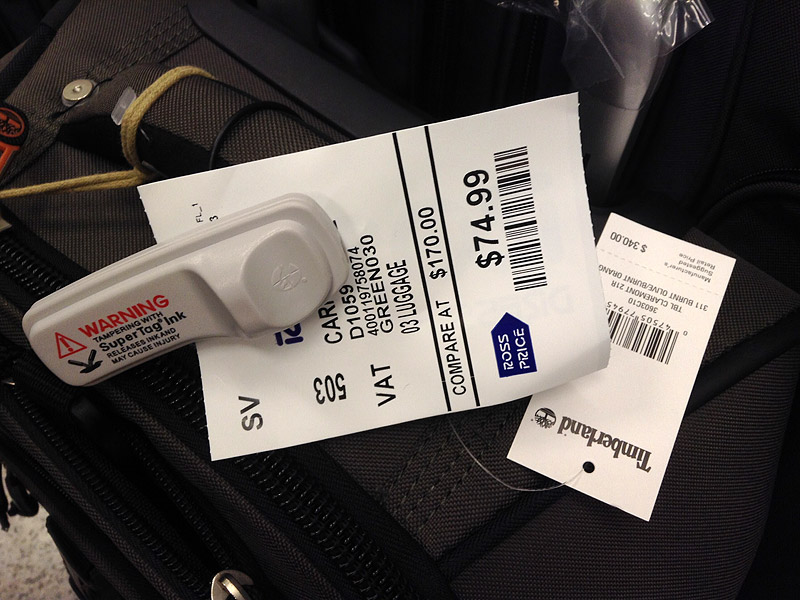 WARNING
TAMPERING WITH
SuperTag® Ink
RELEASES INK AND
MAY CAUSE INJURY
D1059
400119758074
GREEN030
03 LUGGAGE
SV
503
VAT
COMPARE AT $170.00
$74.99
ROSS
PRICE
Timberland
3603C10
TBL CLAREMONT 21R
311 BURNT OLIVE/BURNT ORANG
Manufacturer's
Suggested
Retail Price
$ 340.00